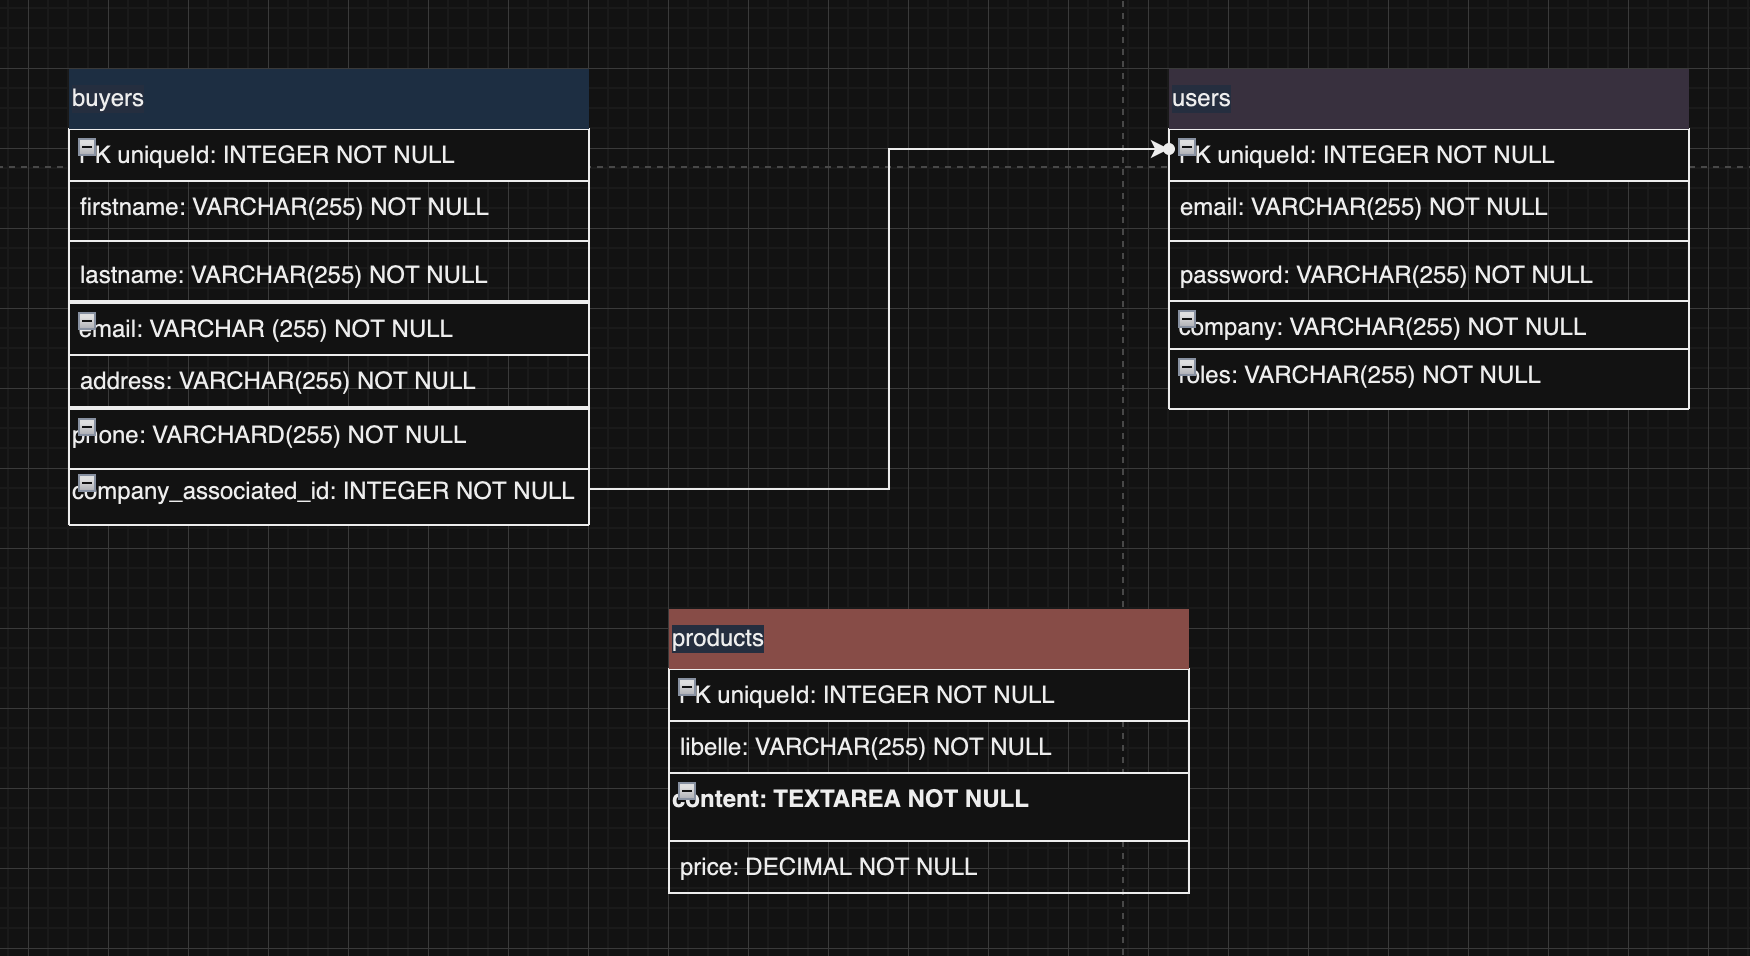 buyers
PK uniqueId: INTEGER NOT NULL
firstname: VARCHAR(255) NOT NULL
lastname: VARCHAR(255) NOT NULL
email: VARCHAR (255) NOT NULL
address: VARCHAR(255) NOT NULL
phone: VARCHARD(255) NOT NULL
company_associated_id: INTEGER NOT NULL
users
PK uniqueId: INTEGER NOT NULL
email: VARCHAR(255) NOT NULL
password: VARCHAR(255) NOT NULL
company: VARCHAR(255) NOT NULL
roles: VARCHAR(255) NOT NULL
products
PK uniqueId: INTEGER NOT NULL
libelle: VARCHAR(255) NOT NULL
content: TEXTAREA NOT NULL
price: DECIMAL NOT NULL